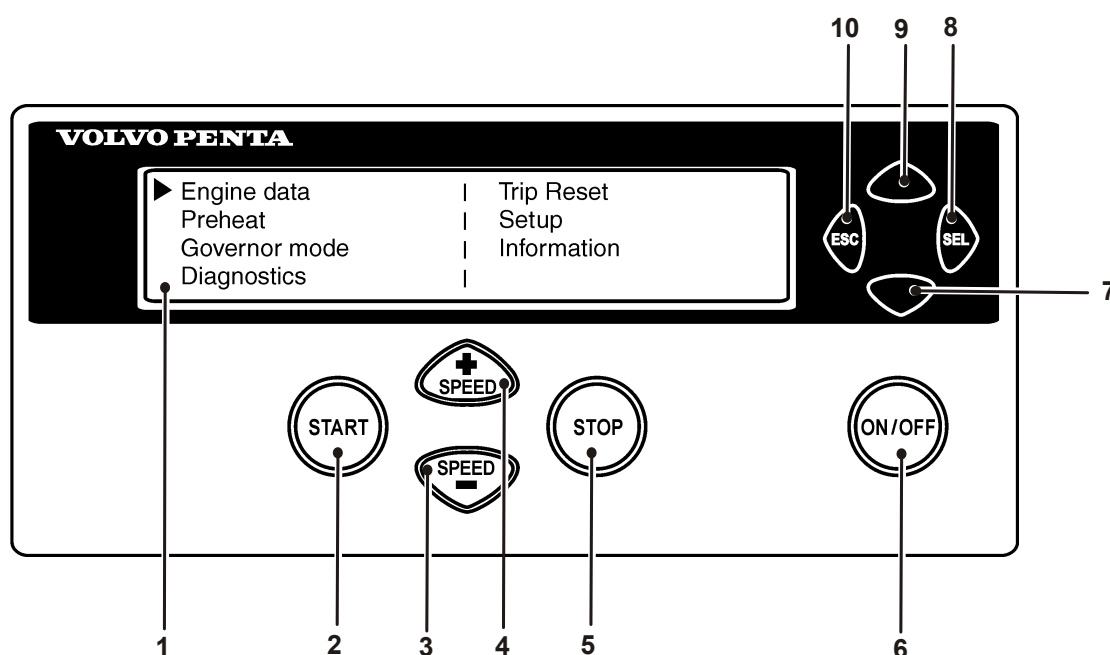 10 9 8
VOLVO PENTA
Engine data | Trip Reset
Preheat | Setup
Governor mode | Information
Diagnostics |
ESC
SEL
7
+
SPEED
START
STOP
ON/OFF
SPEED
-
1 2 3 4 5 6